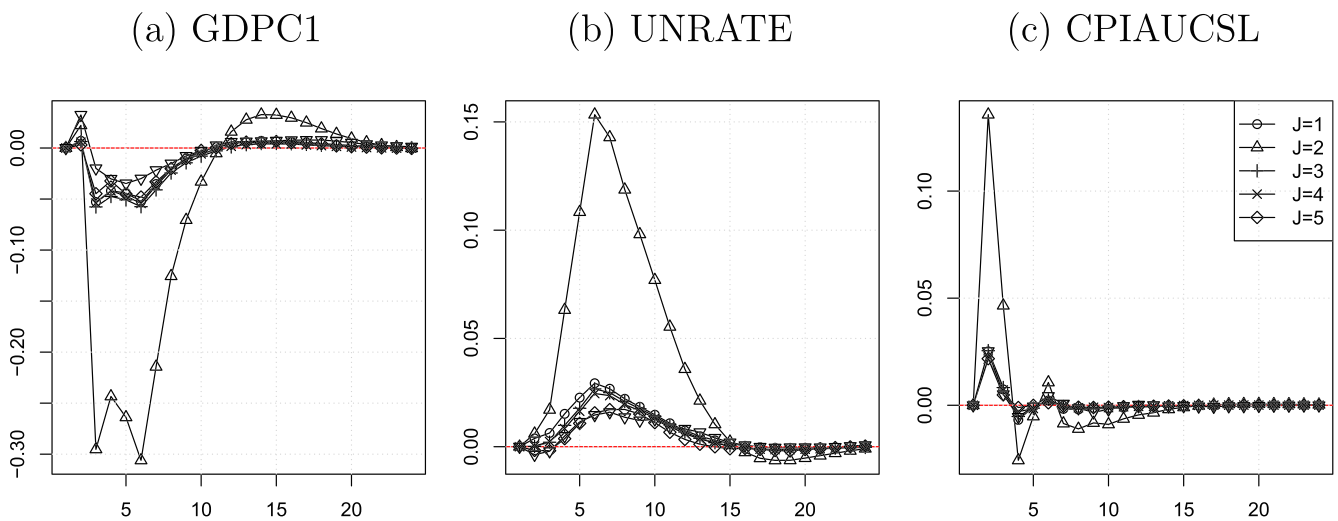 (a) GDPC1
(b) UNRATE
(c) CPIAUCSL
0.00
−0.10
−0.20
−0.30
5 10 15 20
0.15
0.10
0.05
0.00
5 10 15 20
0.10
0.05
0.00
5 10 15 20
J=1
J=2
J=3
J=4
J=5